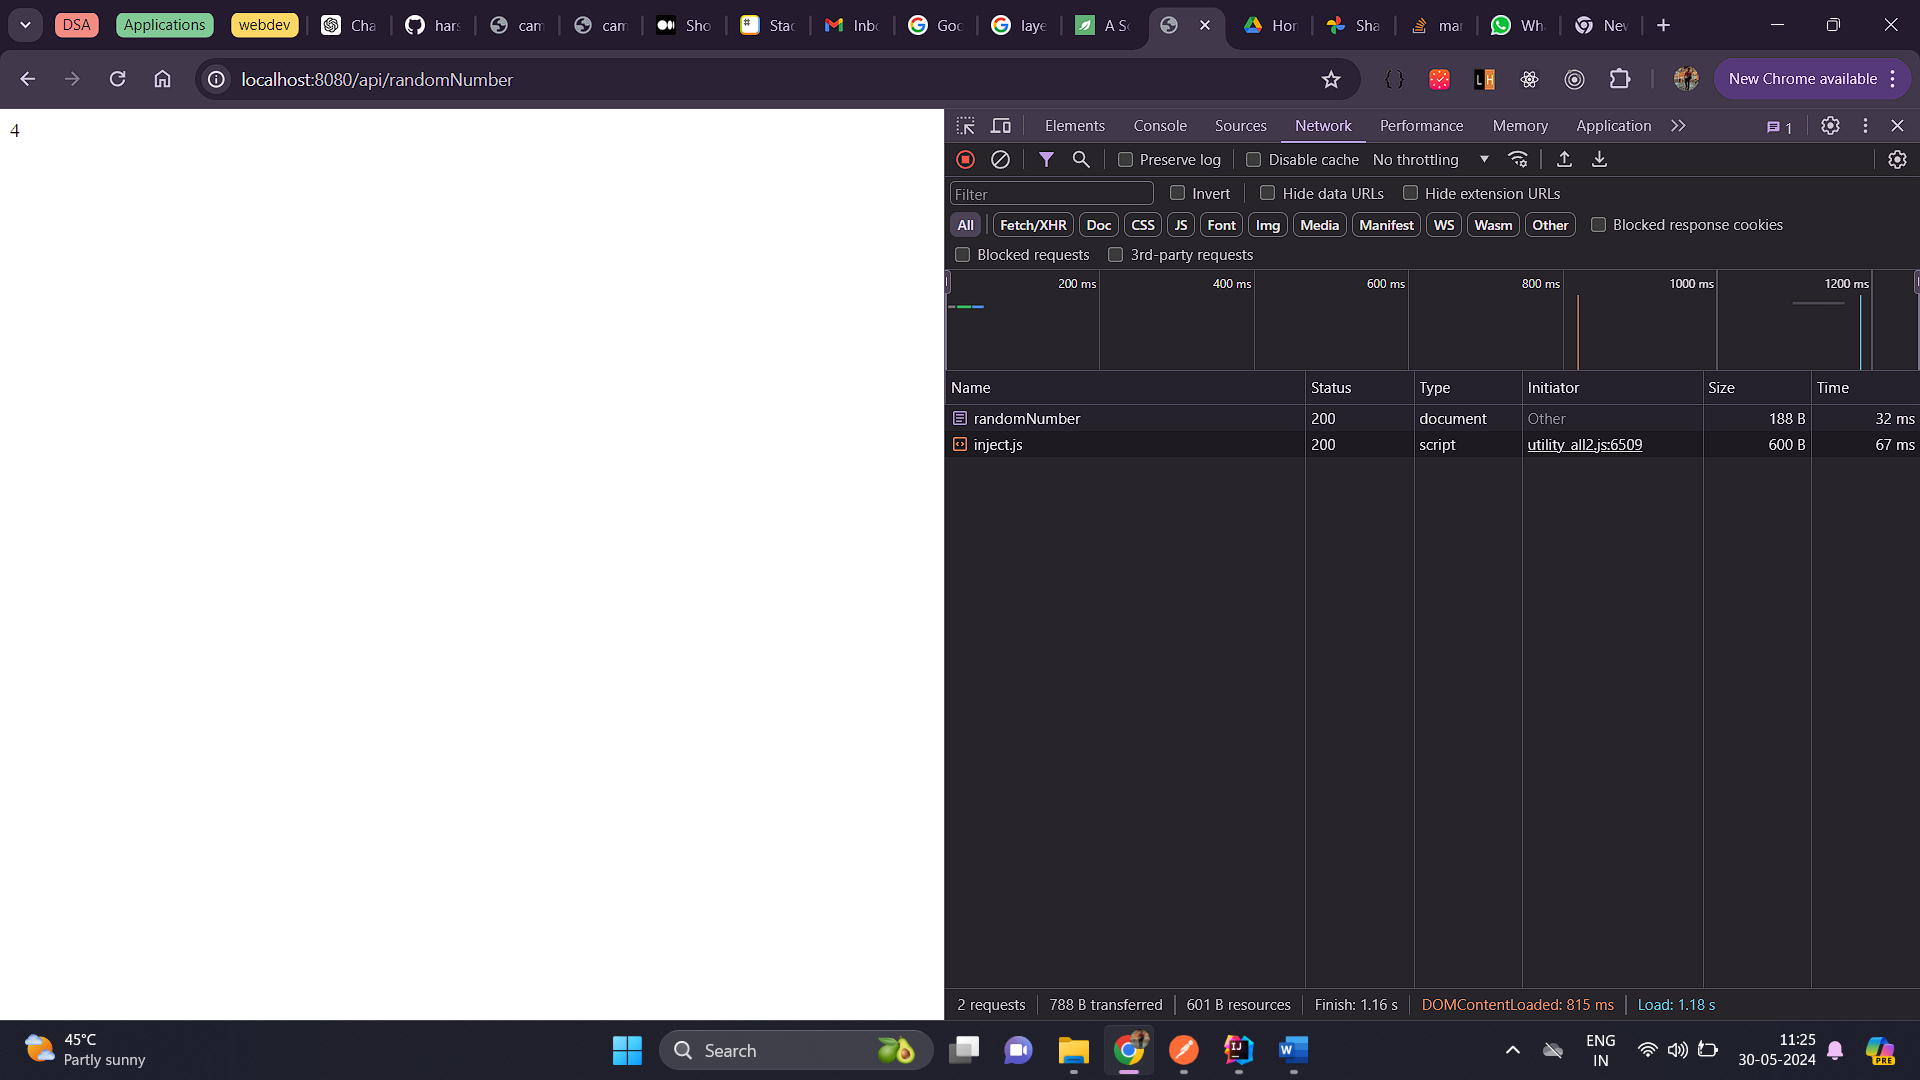 DSA Applications webdev Cha hars cam cam Sho Stac Inbo Goo laye A So Hon Sha mar Wh Nev
localhost:8080/api/randomNumber New Chrome available
4
Elements Console Sources Network Performance Memory Application 1
Preserve log Disable cache No throttling
Filter Invert Hide data URLs Hide extension URLs
All Fetch/XHR Doc CSS JS Font Img Media Manifest WS Wasm Other Blocked response cookies
Blocked requests 3rd-party requests
200 ms 400 ms 600 ms 800 ms 1000 ms 1200 ms
Name Status Type Initiator Size Time
randomNumber 200 document Other 188 B 32 ms
inject.js 200 script utility_all2.js:6509 600 B 67 ms
2 requests 788 B transferred 601 B resources Finish: 1.16 s DOMContentLoaded: 815 ms Load: 1.18 s
45°C
Partly sunny
Search
ENG
IN
11:25
30-05-2024